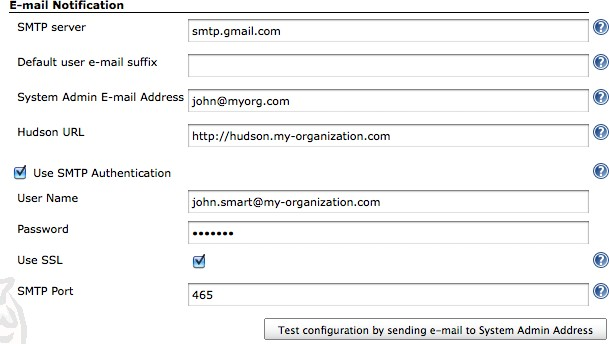 E-mail Notification
SMTP server smtp.gmail.com
Default user e-mail suffix
System Admin E-mail Address john@myorg.com
Hudson URL http://hudson.my-organization.com
Use SMTP Authentication
User Name john.smart@my-organization.com
Password •••••••
Use SSL
SMTP Port 465
Test configuration by sending e-mail to System Admin Address